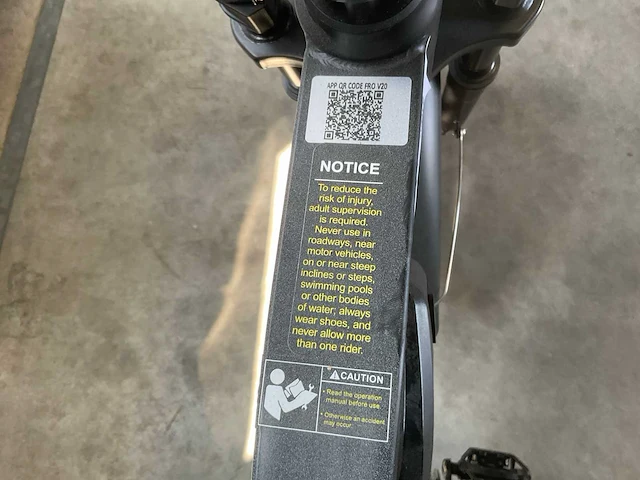 APP QR CODE FRO V20
NOTICE
To reduce the
risk of injury,
adult supervision
is required.
Never use in
roadways, near
motor vehicles,
on or near steep
inclines or steps,
swimming pools
or other bodies
of water; always
wear shoes, and
never allow more
than one rider.
CAUTION
• Read the operation
manual before use.
• Otherwise an accident
may occur.